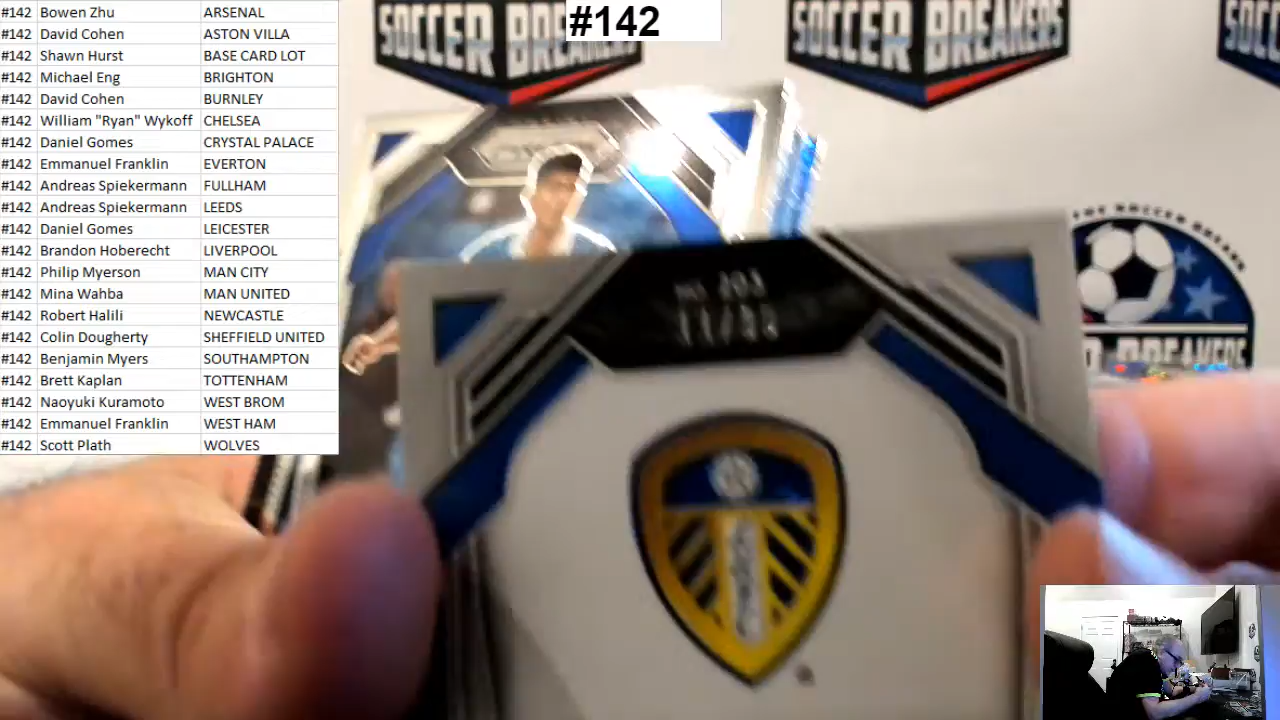 #142 Bowen Zhu ARSENAL
#142 David Cohen ASTON VILLA
#142 Shawn Hurst BASE CARD LOT
#142 Michael Eng BRIGHTON
#142 David Cohen BURNLEY
#142 William "Ryan" Wykoff CHELSEA
#142 Daniel Gomes CRYSTAL PALACE
#142 Emmanuel Franklin EVERTON
#142 Andreas Spiekermann FULLHAM
#142 Andreas Spiekermann LEEDS
#142 Daniel Gomes LEICESTER
#142 Brandon Hoberecht LIVERPOOL
#142 Philip Myerson MAN CITY
#142 Mina Wahba MAN UNITED
#142 Robert Halili NEWCASTLE
#142 Colin Dougherty SHEFFIELD UNITED
#142 Benjamin Myers SOUTHAMPTON
#142 Brett Kaplan TOTTENHAM
#142 Naoyuki Kuramoto WEST BROM
#142 Emmanuel Franklin WEST HAM
#142 Scott Plath WOLVES
#142
SOCCER
SOCCER BREAKERS
SOCC
THE SOCCER BREAKERS